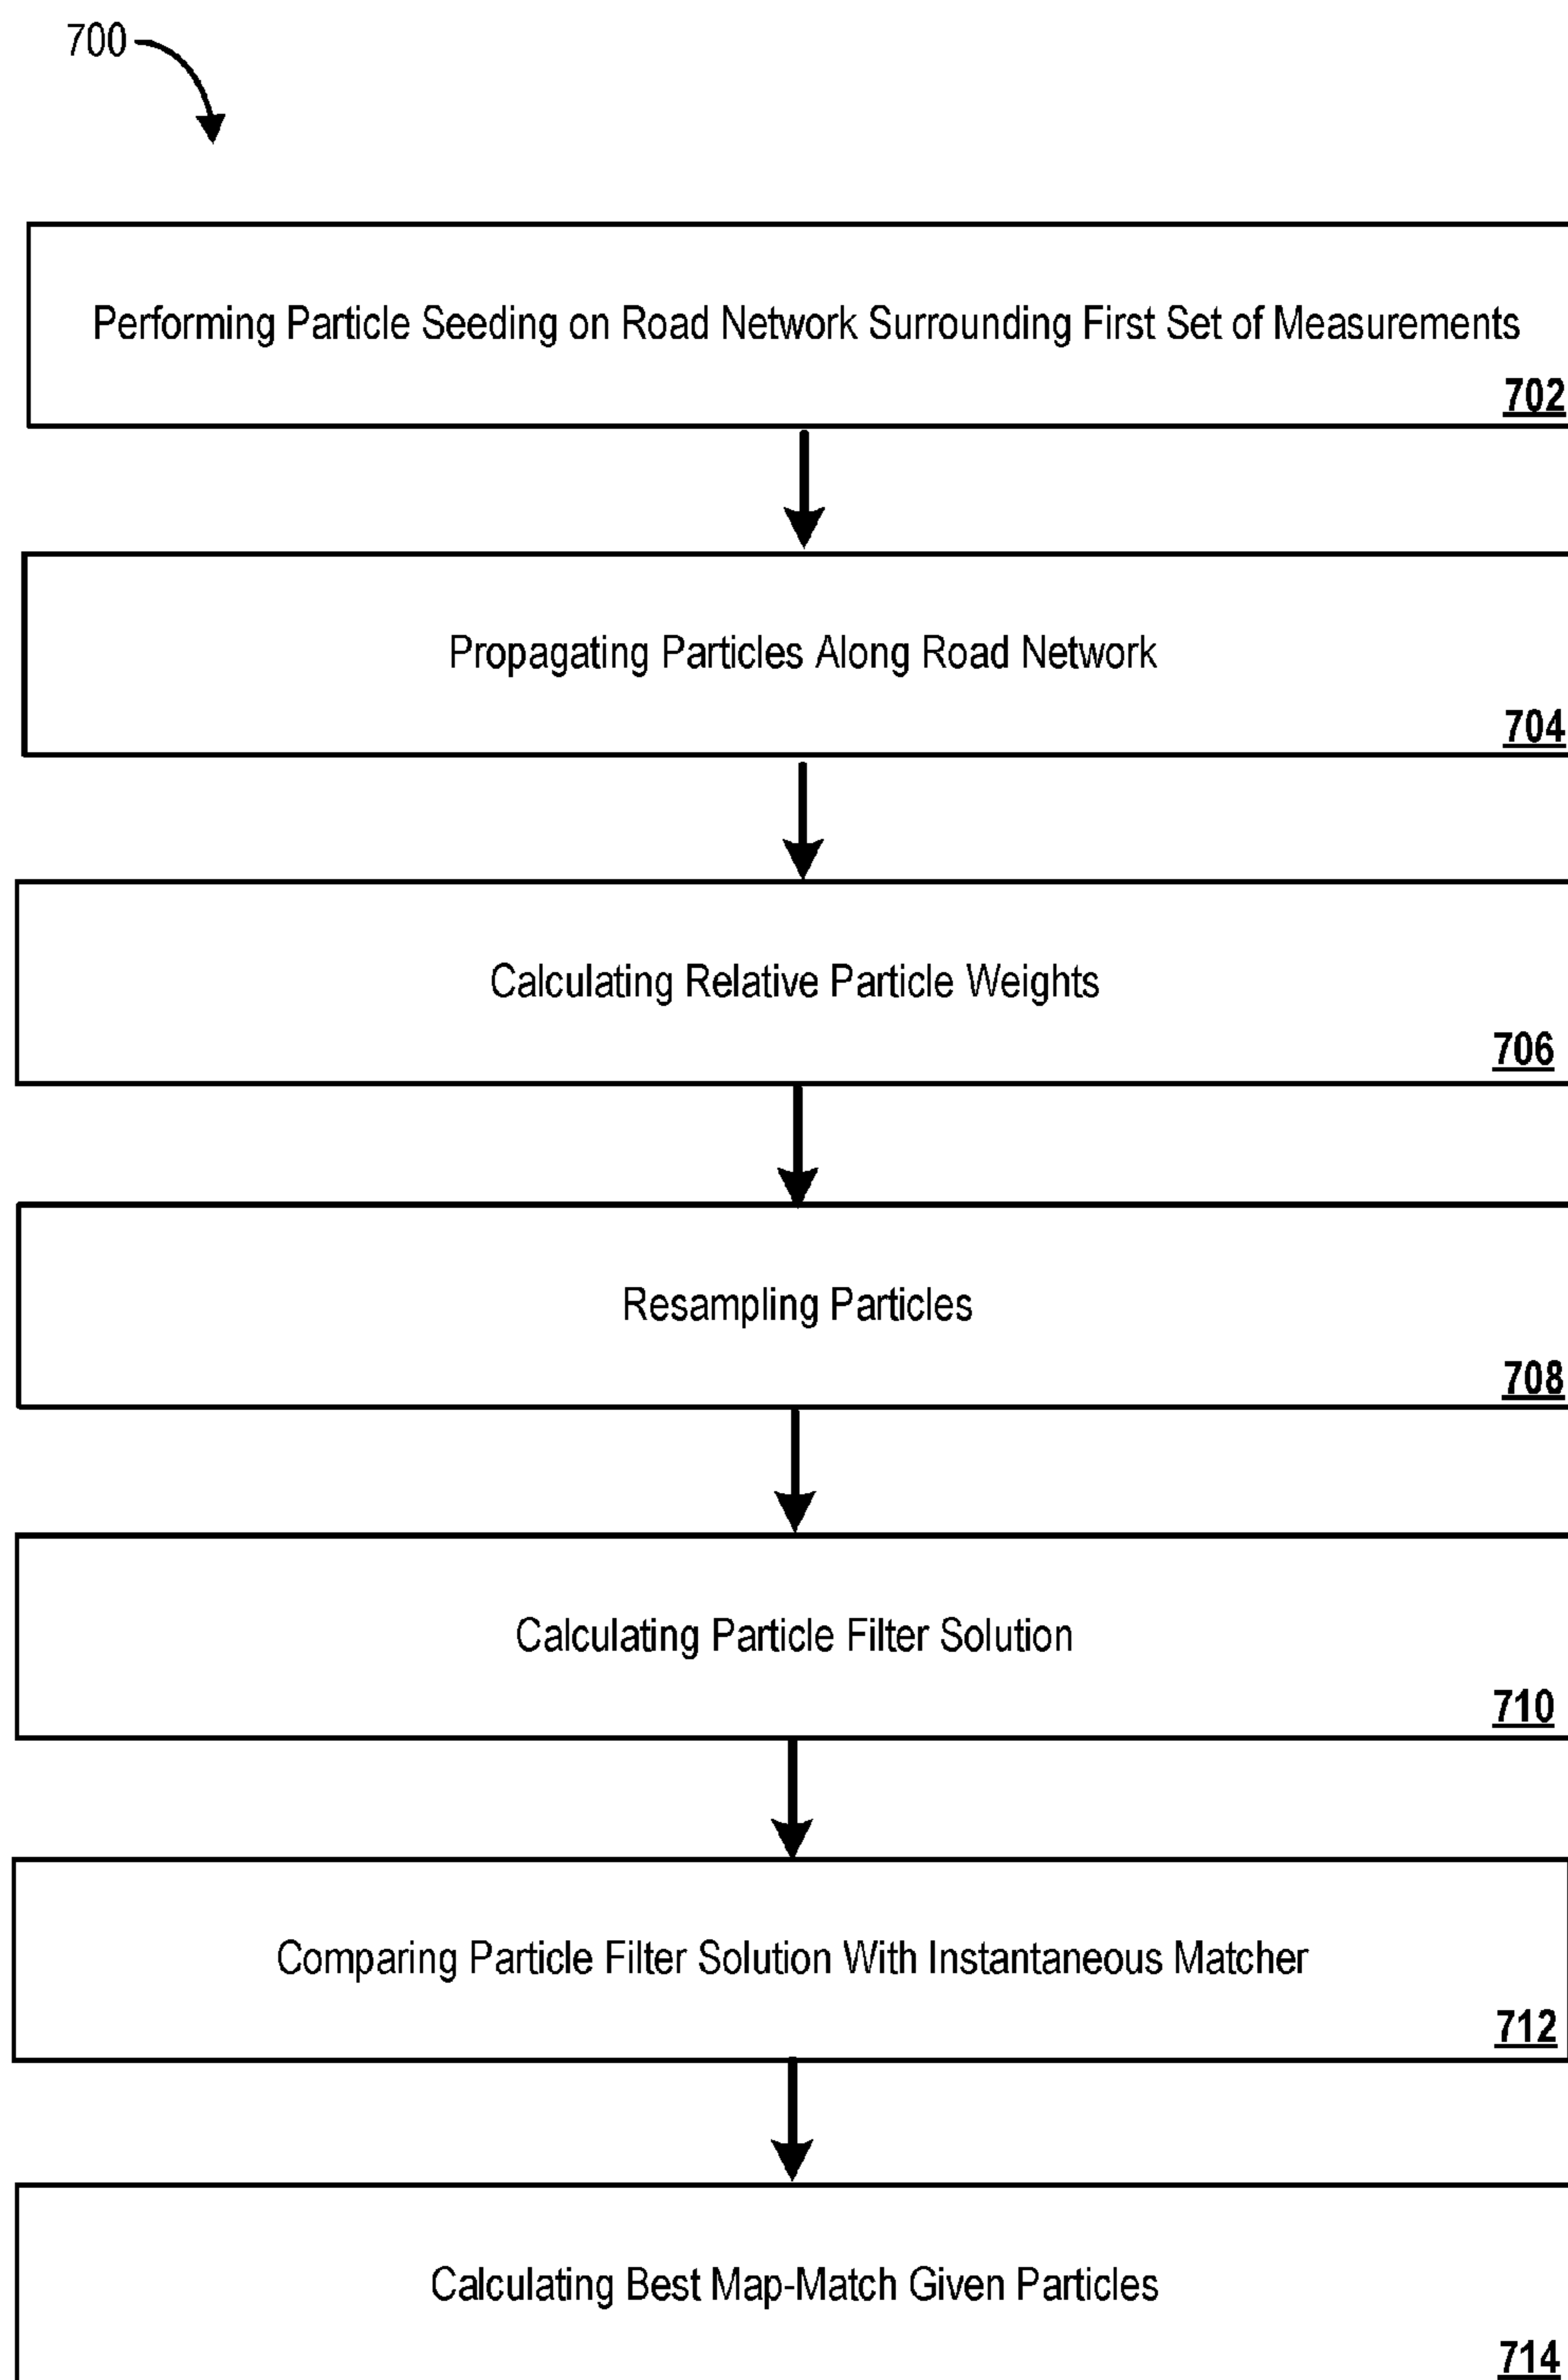 700
Performing Particle Seeding on Road Network Surrounding First Set of Measurements
702
Propagating Particles Along Road Network
704
Calculating Relative Particle Weights
706
Resampling Particles
708
Calculating Particle Filter Solution
710
Comparing Particle Filter Solution With Instantaneous Matcher
712
Calculating Best Map-Match Given Particles
714